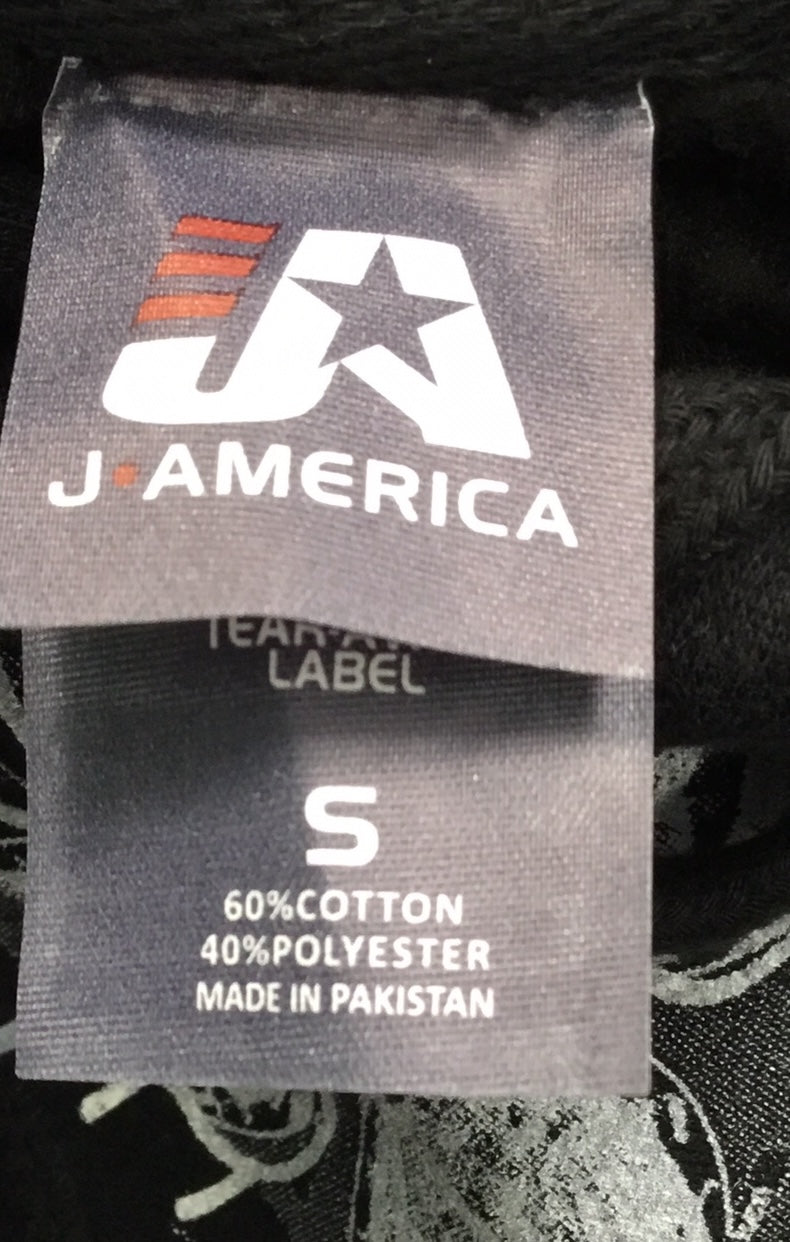 JA
J·AMERICA
LABEL
S
60%COTTON
40%POLYESTER
MADE IN PAKISTAN